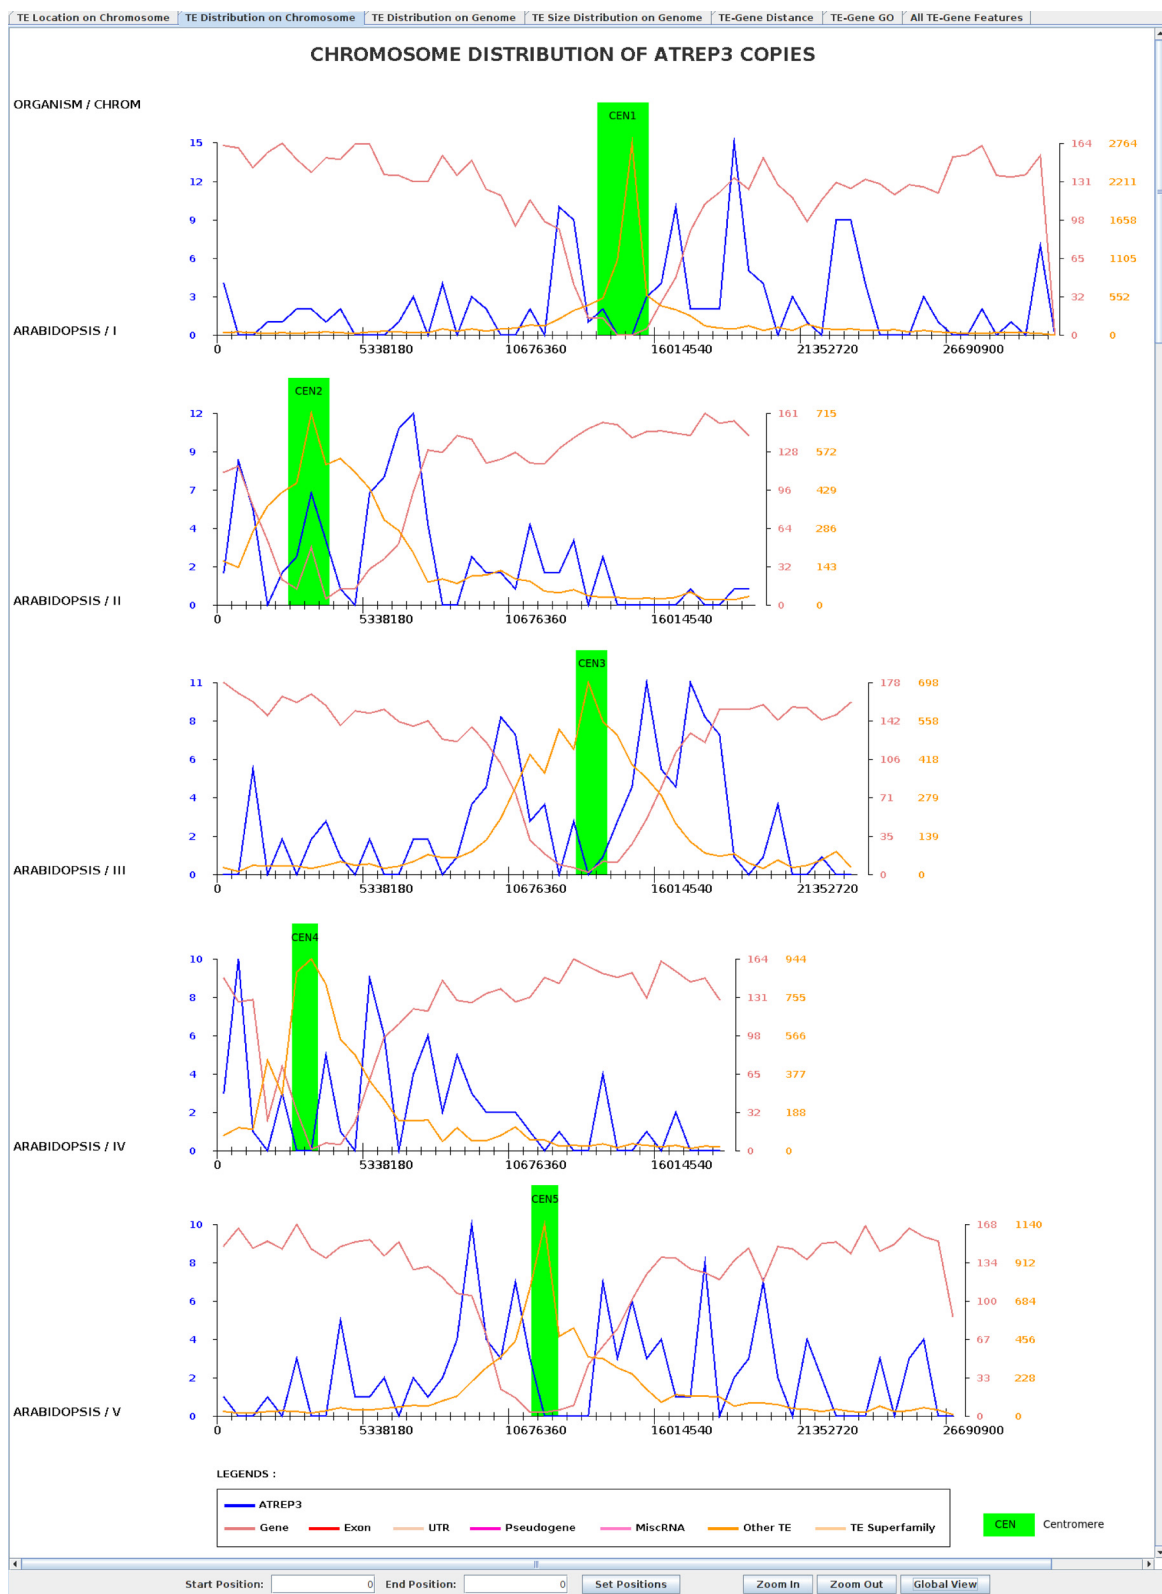 TE Location on Chromosome TE Distribution on Chromosome TE Distribution on Genome TE Size Distribution on Genome TE-Gene Distance TE-Gene GO All TE-Gene Features
CHROMOSOME DISTRIBUTION OF ATREP3 COPIES
ORGANISM / CHROM
CEN1
15 164 2764
12 131 2211
9 98 1658
6 65 1105
3 32 552
ARABIDOPSIS / I 0 0 0
0 5338180 10676360 16014540 21352720 26690900
CEN2
12 161 715
9 128 572
7 96 429
4 64 286
2 32 143
ARABIDOPSIS / II 0 0 0
0 5338180 10676360 16014540
CEN3
11 178 698
8 142 558
6 106 418
4 71 279
2 35 139
ARABIDOPSIS / III 0 0 0
0 5338180 10676360 16014540 21352720
CEN4
10 164 944
8 131 755
6 98 566
4 65 377
2 32 188
ARABIDOPSIS / IV 0 0 0
0 5338180 10676360 16014540
CEN5
10 168 1140
8 134 912
6 100 684
4 67 456
2 33 228
ARABIDOPSIS / V 0 0 0
0 5338180 10676360 16014540 21352720 26690900
LEGENDS :
ATREP3
Gene Exon UTR Pseudogene MiscRNA Other TE TE Superfamily
CEN Centromere
Start Position: 0 End Position: 0 Set Positions Zoom In Zoom Out Global View